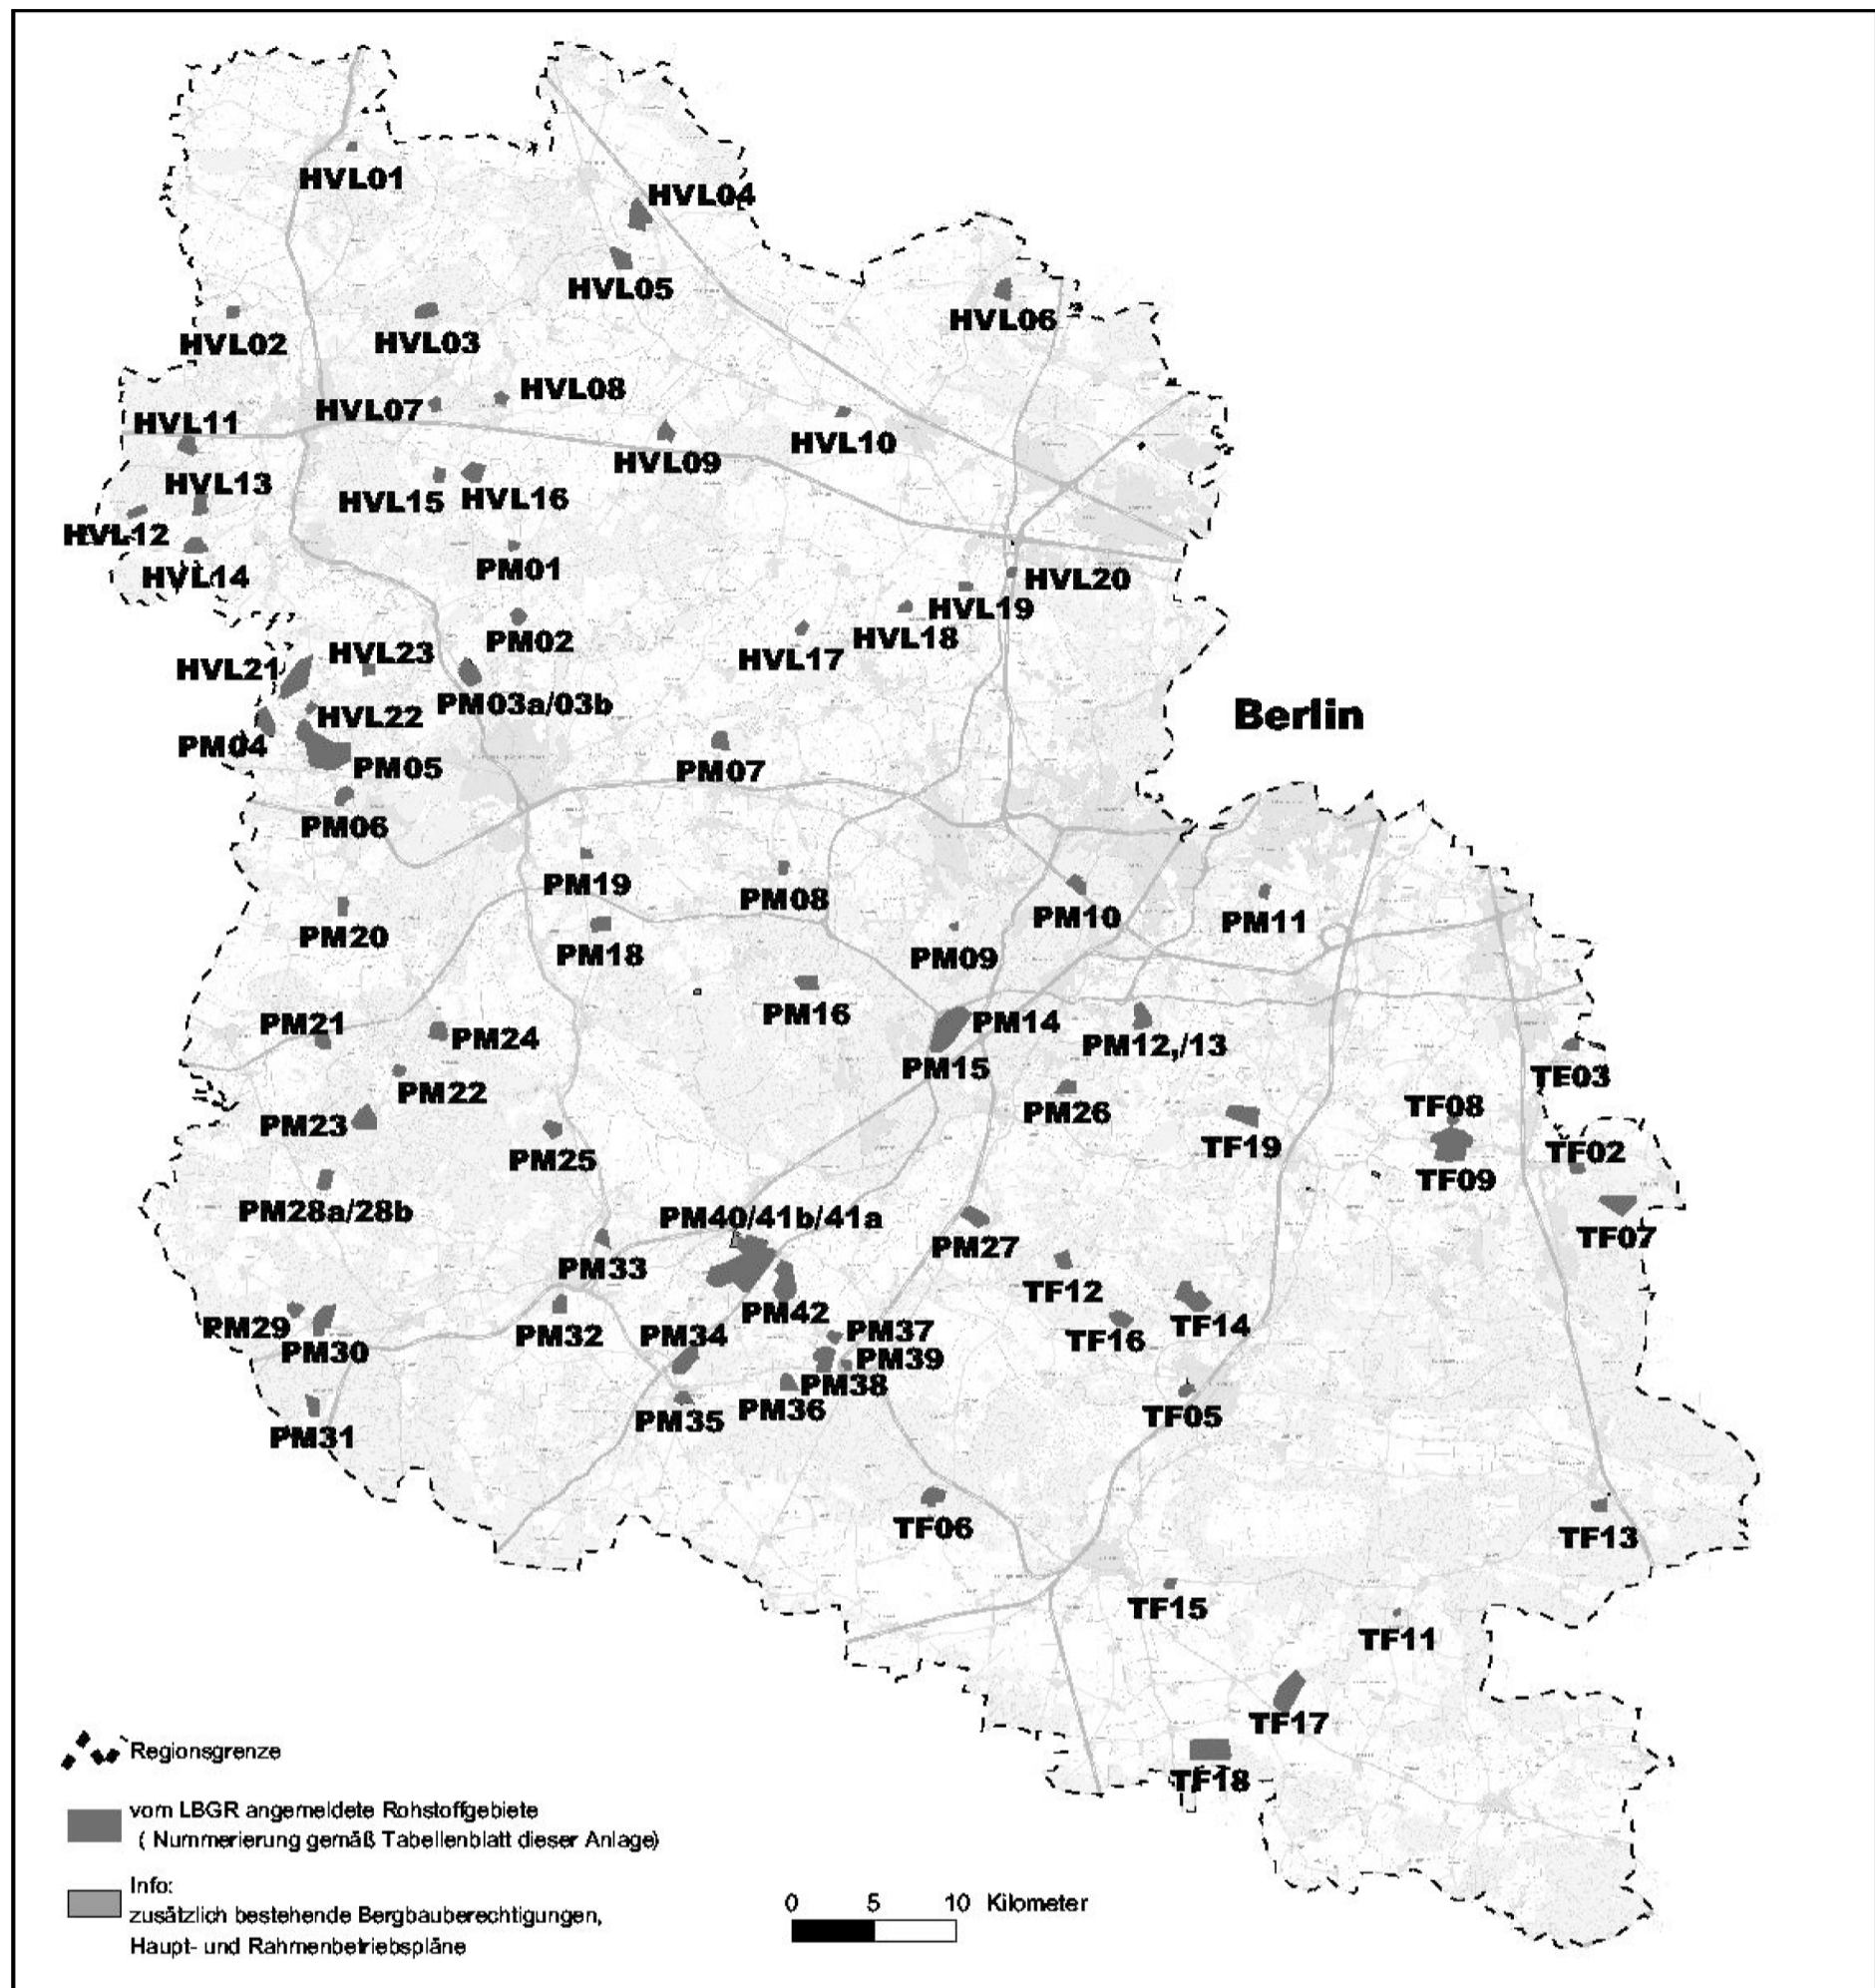 HVL01
HVL04
HVL05
HVL06
HVL02
HVL03
HVL08
HVL07
HVL11
HVL10
HVL09
HVL13
HVL15
HVL16
HVL12
HVL14
PM01
HVL20
HVL19
HVL18
HVL17
PM02
HVL23
HVL21
PM03a/03b
HVL22
PM04
PM05
Berlin
PM07
PM06
PM19
PM08
PM10
PM11
PM20
PM18
PM09
PM16
PM21
PM24
PM14
PM12,/13
PM15
TE03
PM22
PM26
TF08
PM23
PM25
TF19
TF02
TF09
PM28a/28b
PM40/41b/41a
PM27
TF07
PM33
TF12
PM29
PM30
PM32
PM34
PM42
PM37
PM39
TF16
TF14
PM38
PM36
PM35
PM31
TF05
TF06
TF13
TF15
TF11
TF17
TF18
Regionsgrenze
vom LBGR angemeldete Rohstoffgebiete
( Nummerierung gemäß Tabellenblatt dieser Anlage)
Info:
zusätzlich bestehende Bergbauberechtigungen,
Haupt- und Rahmenbetriebspläne
0 5 10 Kilometer